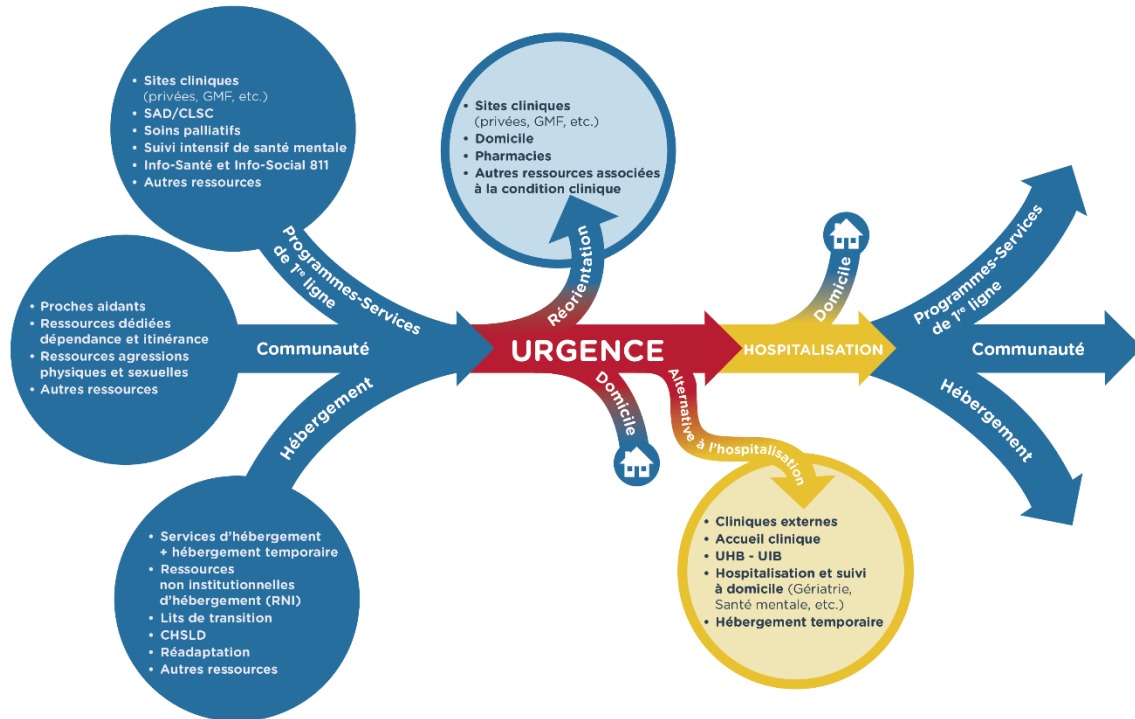 • Sites cliniques
(privées, GMF, etc.)
• SAD/CLSC
• Soins palliatifs
• Suivi intensif de santé mentale
• Info-Santé et Info-Social 811
• Autres ressources
Programmes-Services
de 1re ligne
• Proches aidants
• Ressources dédiées
dépendance et itinérance
• Ressources agressions
physiques et sexuelles
• Autres ressources
Communauté
Hébergement
• Services d'hébergement
+ hébergement temporaire
• Ressources
non institutionnelles
d'hébergement (RNI)
• Lits de transition
• CHSLD
• Réadaptation
• Autres ressources
• Sites cliniques
(privées, GMF, etc.)
• Domicile
• Pharmacies
• Autres ressources associées
à la condition clinique
Réorientation
URGENCE
Domicile
Alternative à l'hospitalisation
• Cliniques externes
• Accueil clinique
• UHB - UIB
• Hospitalisation et suivi
à domicile (Gériatrie,
Santé mentale, etc.)
• Hébergement temporaire
HOSPITALISATION
Domicile
Programmes-Services
de 1re ligne
Communauté
Hébergement